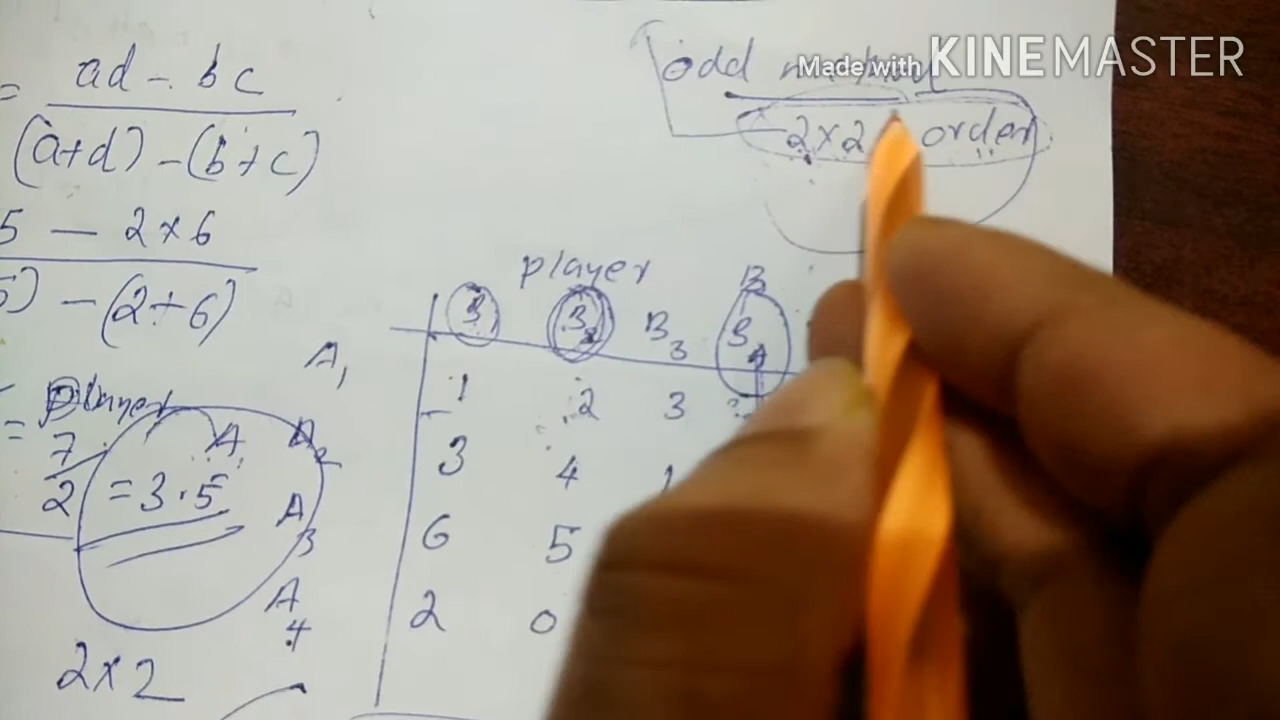 = ad - bc
(a+d) - (b+c)
5 - 2×6
5) - (2+6)
= 7
2
= 3.5
player
2×2
odd method
2×2 order
Made with KINEMASTER
player
B B2 B3 B4
A1 1 2 3
A2 3 4 1
A3 6 5
A4 2 0